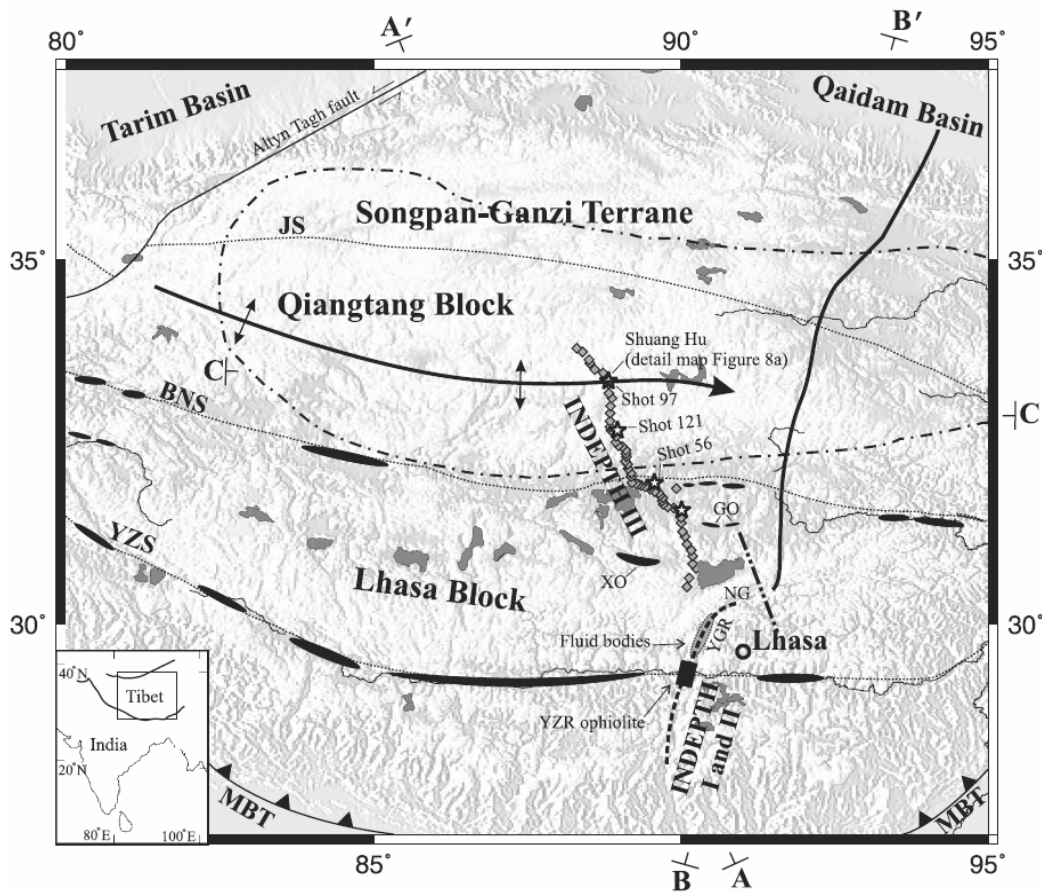 A'
B'
80°
90°
95°
Tarim Basin
Altyn Tagh fault
Qaidam Basin
Songpan-Ganzi Terrane
JS
35°
35°
Qiangtang Block
Shuang Hu
(detail map Figure 8a)
C
Shot 97
BNS
C'
Shot 121
Shot 56
INDEPTH III
GO
YZS
XO
Lhasa Block
NG
30°
30°
Fluid bodies
YGR
Lhasa
YZR ophiolite
INDEPTH
I and II
40°N
Tibet
India
20°N
80°E
100°E
MBT
MBT
85°
90°
95°
B
A